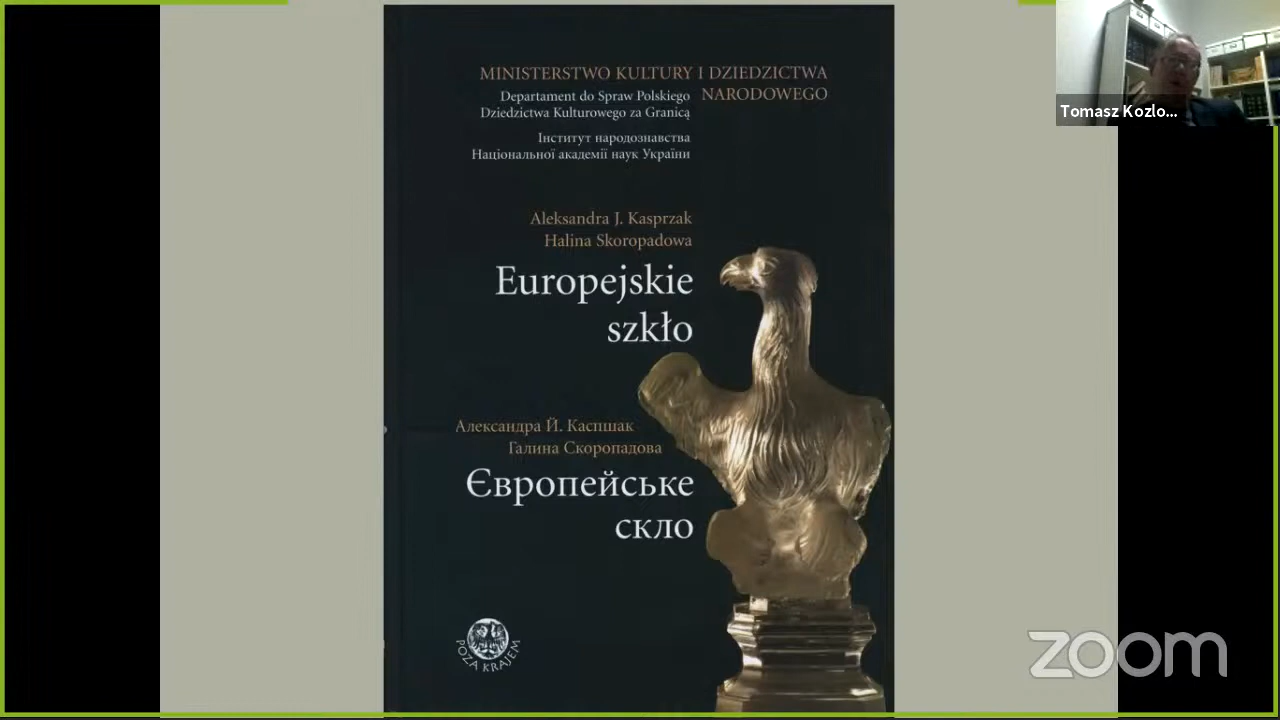 MINISTERSTWO KULTURY I DZIEDZICTWA
NARODOWEGO
Departament do Spraw Polskiego
Dziedzictwa Kulturowego za Granicą
Інститут народознавства
Національної академії наук України
Aleksandra J. Kasprzak
Halina Skoropadowa
Europejskie
szkło
Александра Й. Каспшак
Галина Скоропадова
Європейське
скло
POZA KRAJEM
Tomasz Kozlo...
zoom